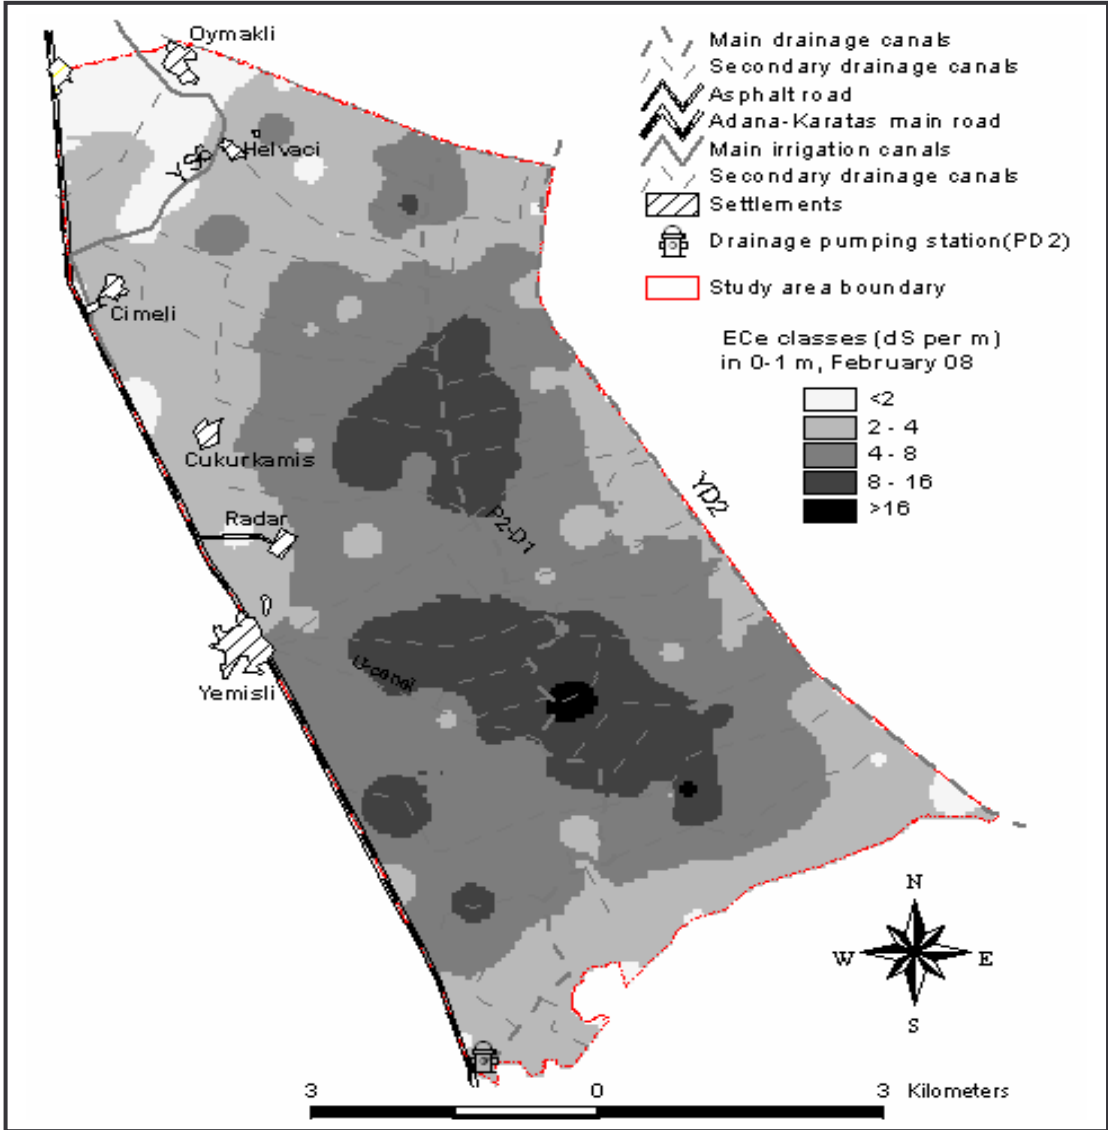 Oymakli
Helvaci
YS6
Cimeli
Cukurkamis
Radar
P2-D1
YD2
Yemisli
U-canal
Main drainage canals
Secondary drainage canals
Asphalt road
Adana-Karatas main road
Main irrigation canals
Secondary drainage canals
Settlements
Drainage pumping station(PD2)
Study area boundary
ECe classes (dS per m)
in 0-1 m, February 08
<2
2 - 4
4 - 8
8 - 16
>16
N
W E
S
3 0 3 Kilometers